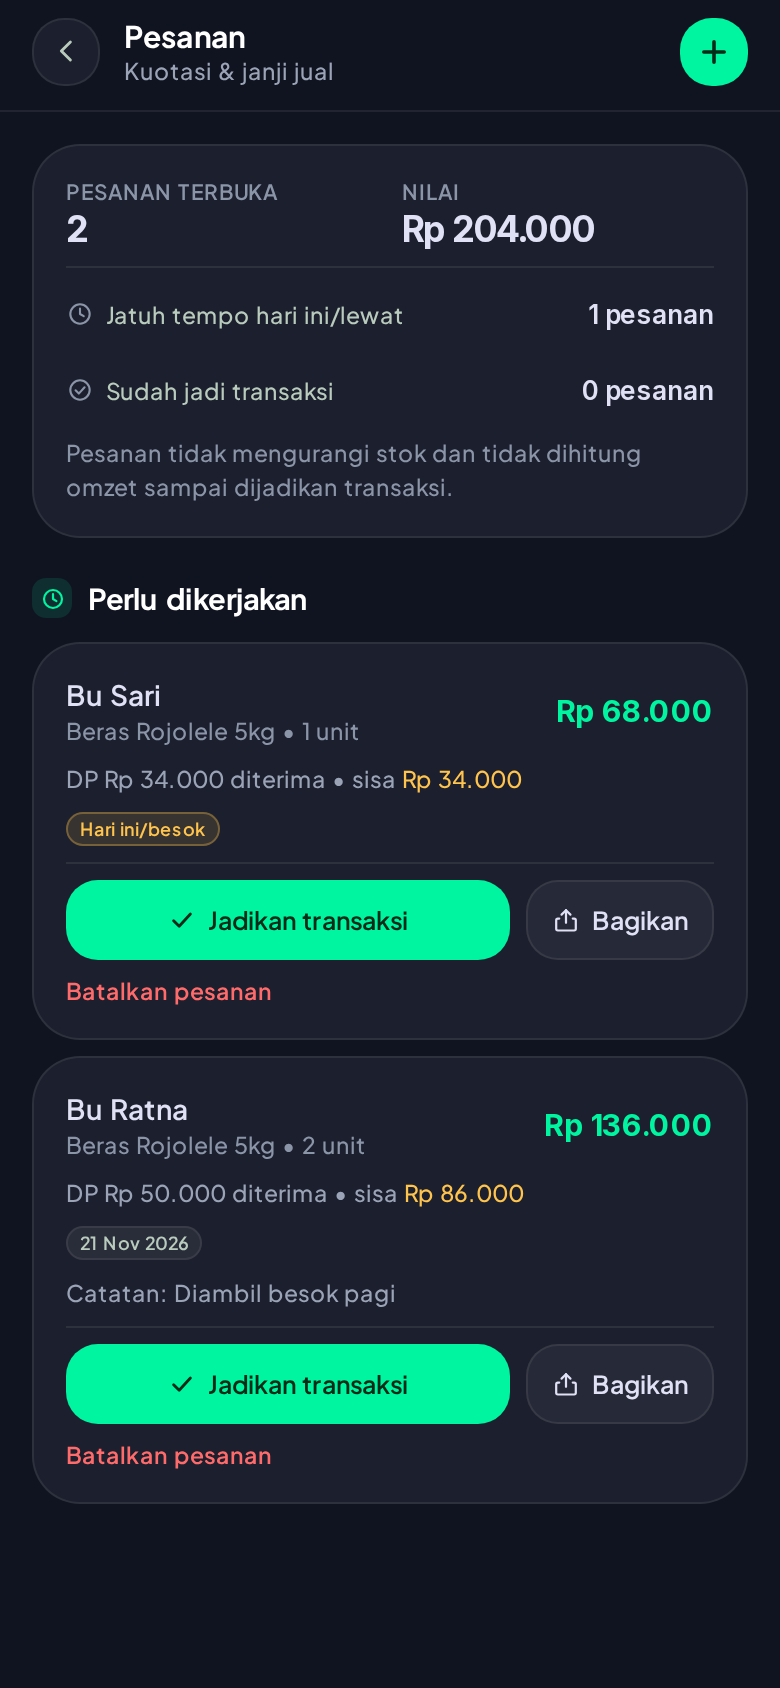 Pesanan
Kuotasi & janji jual
PESANAN TERBUKA
2
NILAI
Rp 204.000
Jatuh tempo hari ini/lewat
1 pesanan
Sudah jadi transaksi
0 pesanan
Pesanan tidak mengurangi stok dan tidak dihitung
omzet sampai dijadikan transaksi.
Perlu dikerjakan
Bu Sari
Rp 68.000
Beras Rojolele 5kg • 1 unit
DP Rp 34.000 diterima • sisa Rp 34.000
Hari ini/besok
Jadikan transaksi
Bagikan
Batalkan pesanan
Bu Ratna
Rp 136.000
Beras Rojolele 5kg • 2 unit
DP Rp 50.000 diterima • sisa Rp 86.000
21 Nov 2026
Catatan: Diambil besok pagi
Jadikan transaksi
Bagikan
Batalkan pesanan